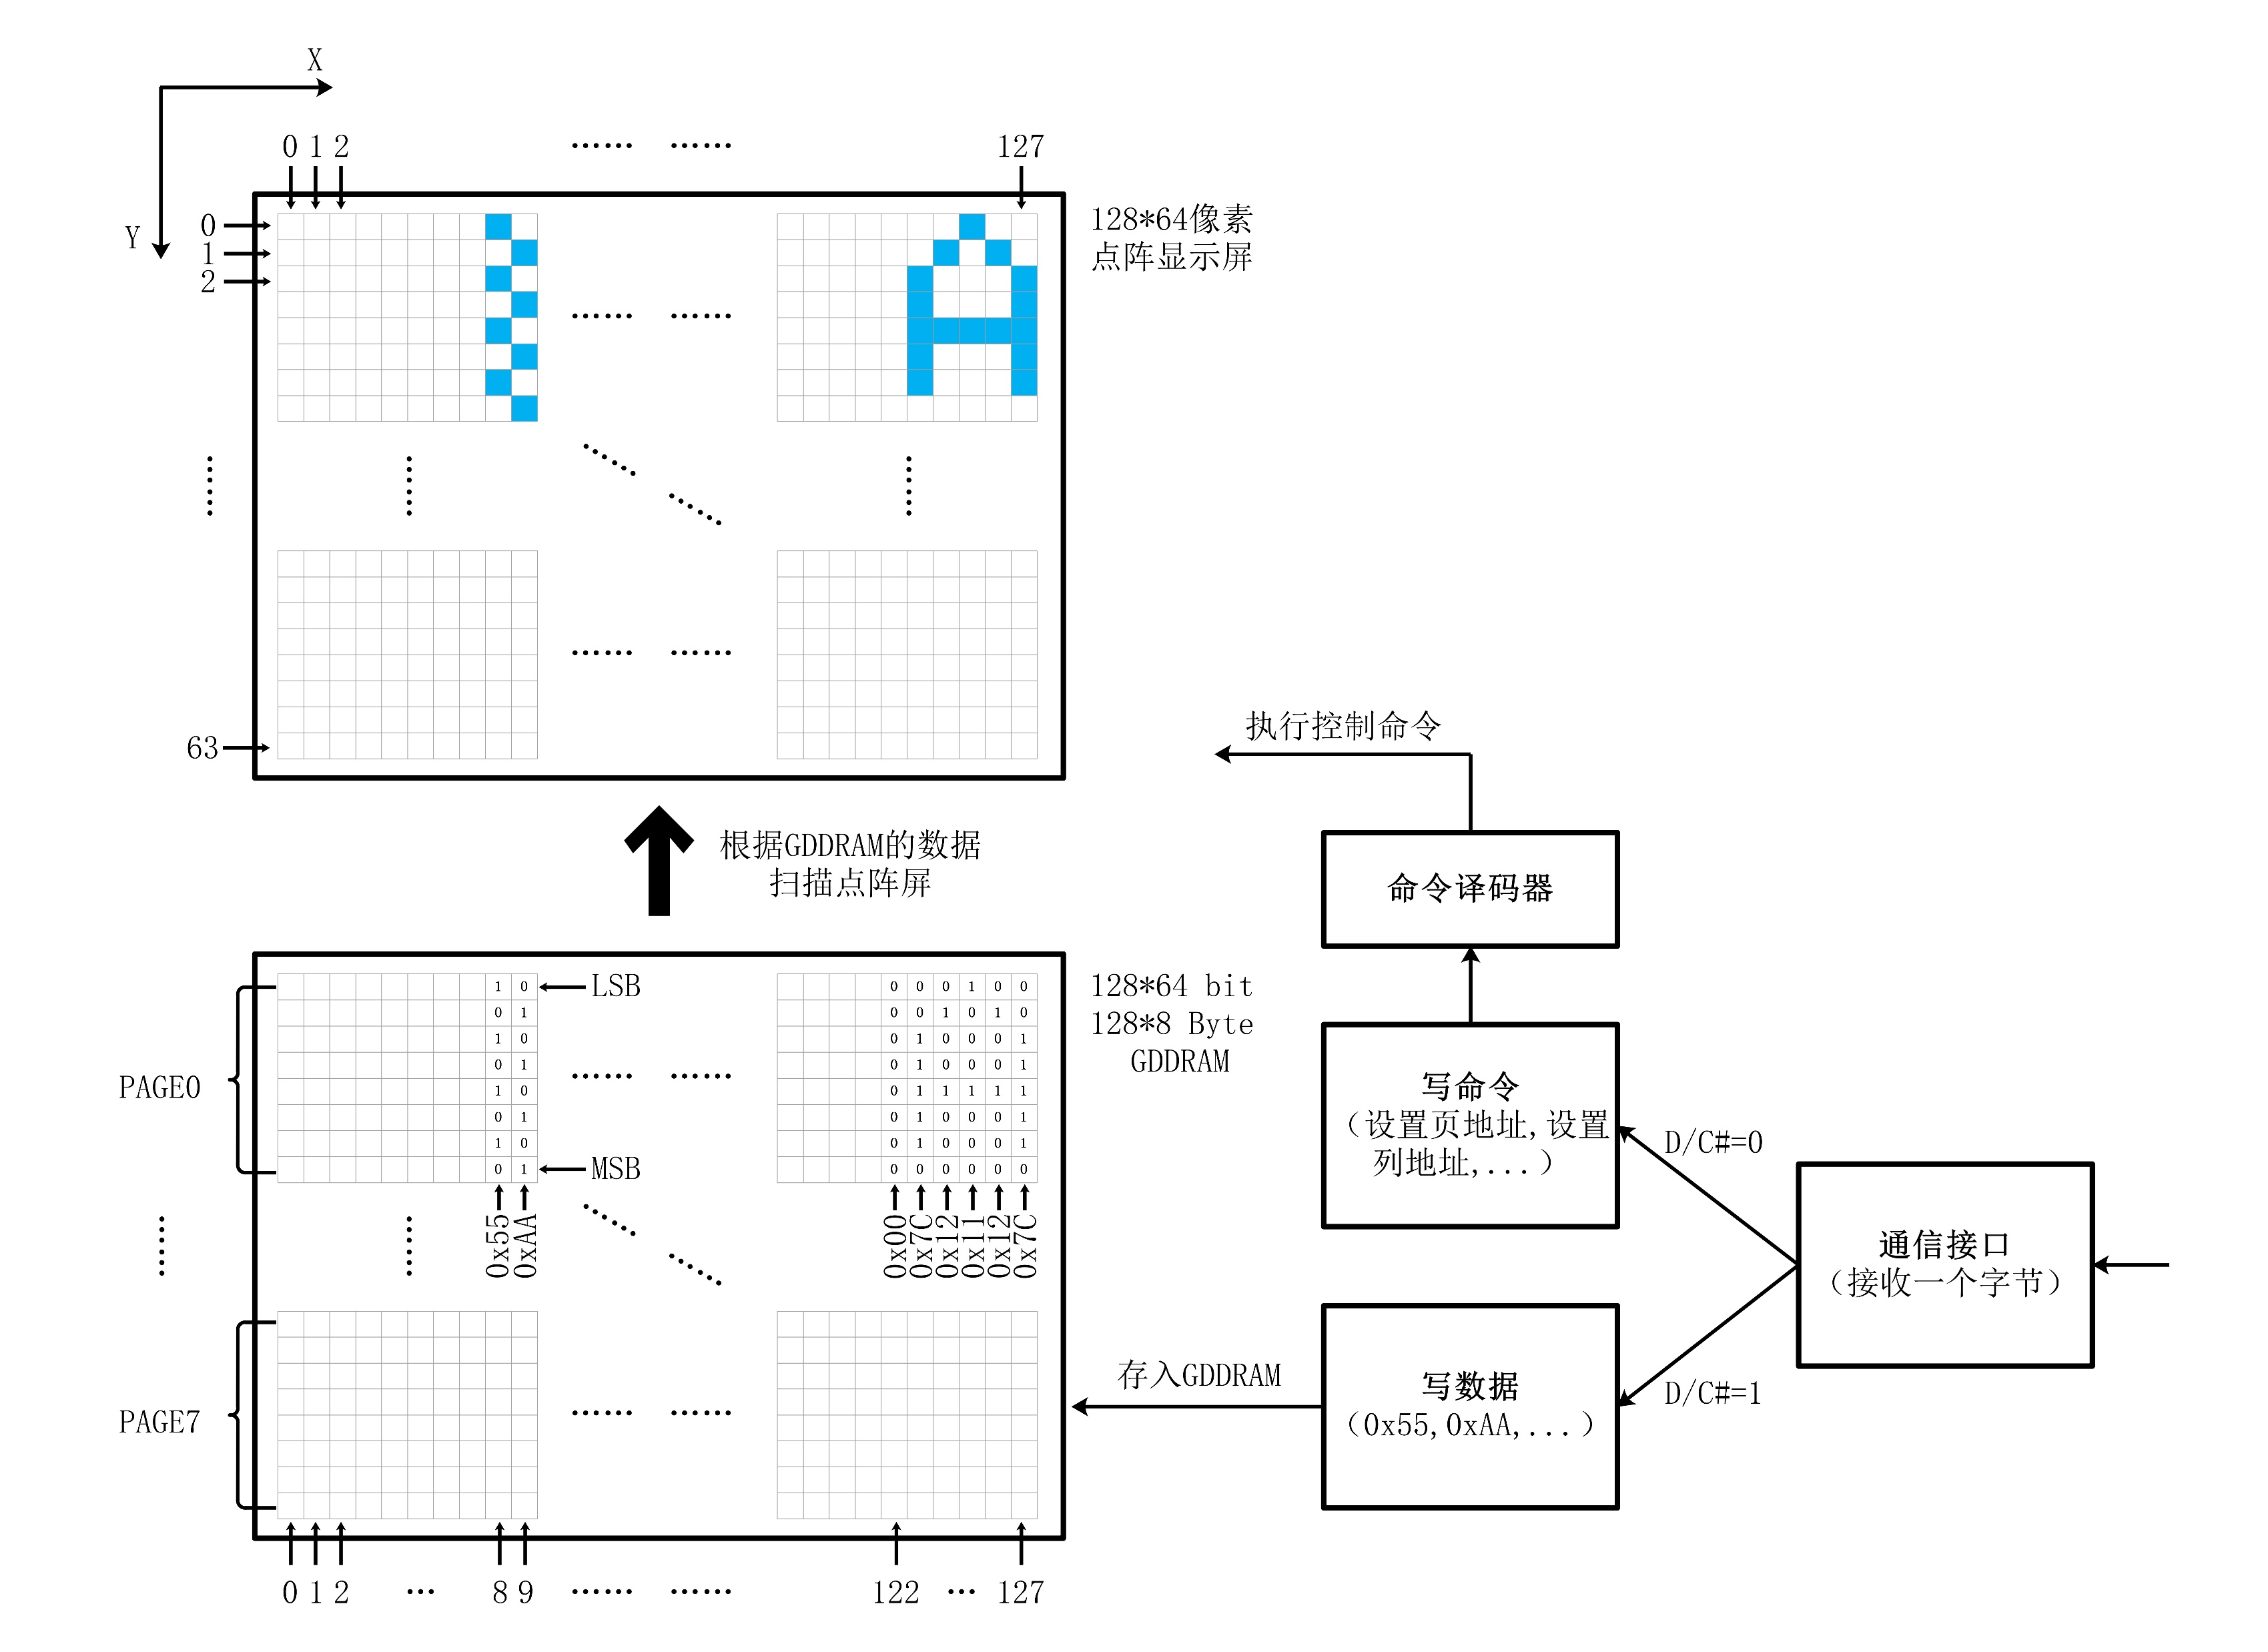 X
0 1 2 …… …… 127
Y
0
1
2
128*64像素
点阵显示屏
…… ……
…… ……
63
执行控制命令
根据GDDRAM的数据
扫描点阵屏
命令译码器
PAGE0
1 0
0 1
1 0
0 1
1 0
0 1
1 0
0 1
LSB
MSB
…… ……
0 0 0 1 0 0
0 0 1 0 1 0
0 1 0 0 0 1
0 1 0 0 0 1
0 1 1 1 1 1
0 1 0 0 0 1
0 1 0 0 0 1
0 0 0 0 0 0
128*64 bit
128*8 Byte
GDDRAM
0x55
0xAA
0x00
0x7C
0x12
0x11
0x12
0x7C
写命令
(设置页地址,设置
列地址,...)
D/C#=0
通信接口
(接收一个字节)
PAGE7
…… ……
存入GDDRAM
写数据
(0x55,0xAA,...)
D/C#=1
0 1 2 … 8 9 …… …… 122 … 127